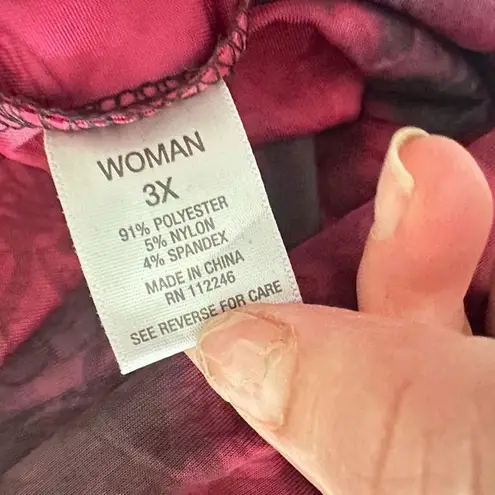 WOMAN
3X
91% POLYESTER
5% NYLON
4% SPANDEX
MADE IN CHINA
RN 112246
SEE REVERSE FOR CARE